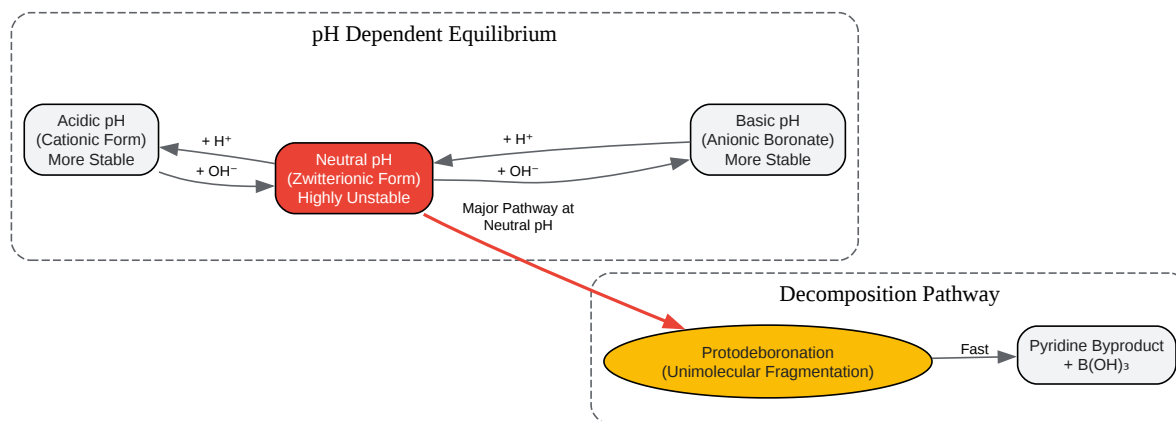 pH Dependent Equilibrium
Acidic pH
(Cationic Form)
More Stable
+ H⁺
+ OH⁻
Neutral pH
(Zwitterionic Form)
Highly Unstable
+ H⁺
+ OH⁻
Basic pH
(Anionic Boronate)
More Stable
Major Pathway at
Neutral pH
Decomposition Pathway
Protodeboronation
(Unimolecular Fragmentation)
Fast
Pyridine Byproduct
+ B(OH)₃